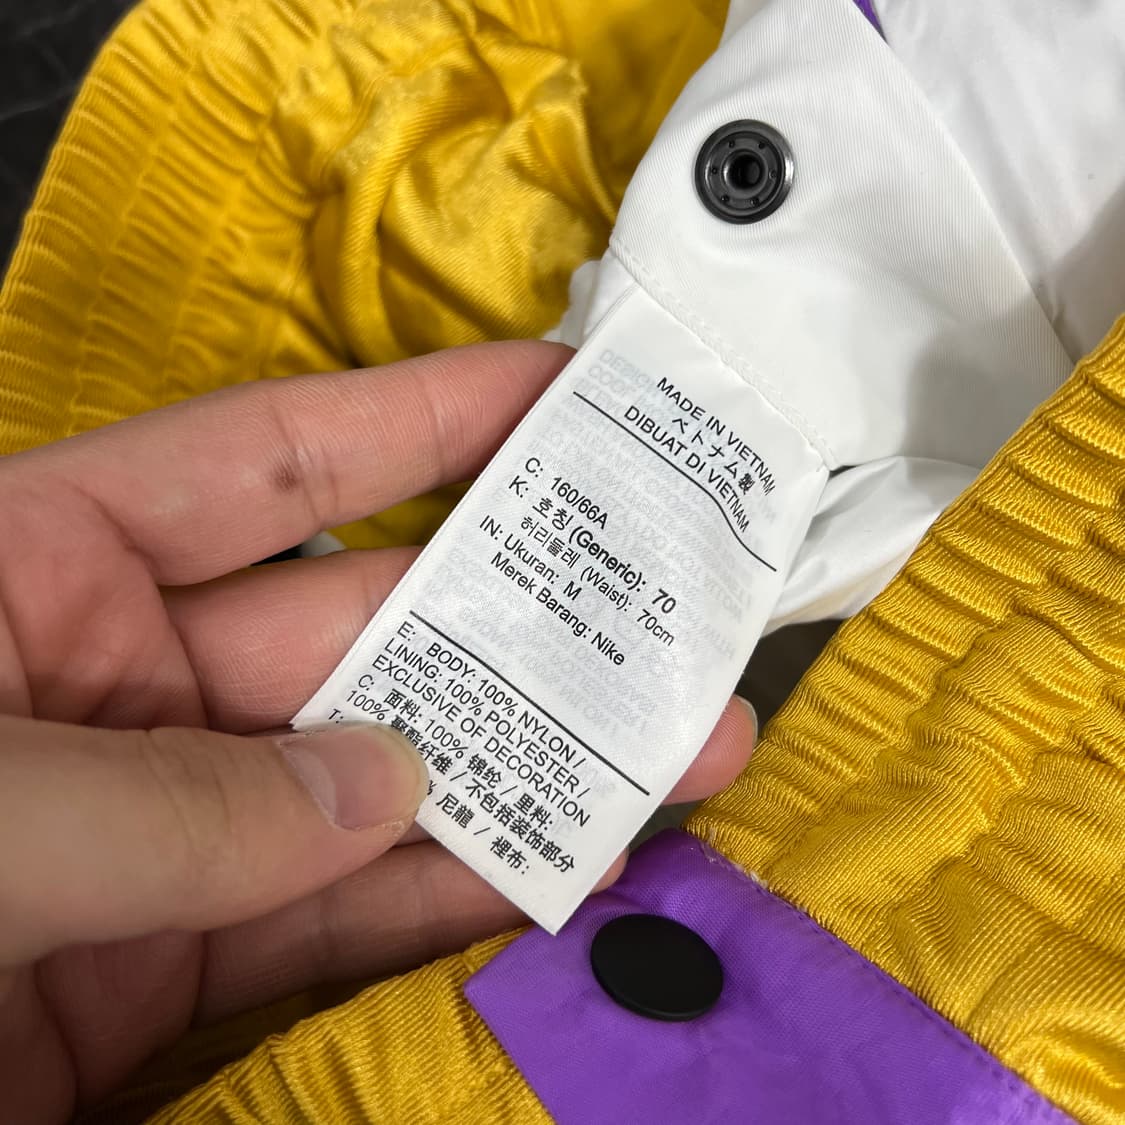 MADE IN VIETNAM
ベトナム製
DIBUAT DI VIETNAM
C: 160/66A
K: 호칭 (Generic): 70
허리둘레 (Waist): 70cm
IN: Ukuran: M
Merek Barang: Nike
E: BODY: 100% NYLON /
LINING: 100% POLYESTER /
EXCLUSIVE OF DECORATION
C: 面料: 100% 锦纶 / 里料:
100% 聚酯纤维 / 不包括装饰部分
T: 尼龍 / 裡布: